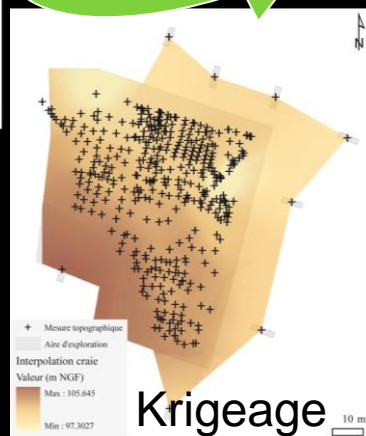 N
+ Mesure topographique
Aire d'exploration
Interpolation craie
Valeur (m NGF)
Max : 105.645
Min : 97.3027
Krigeage
10 m